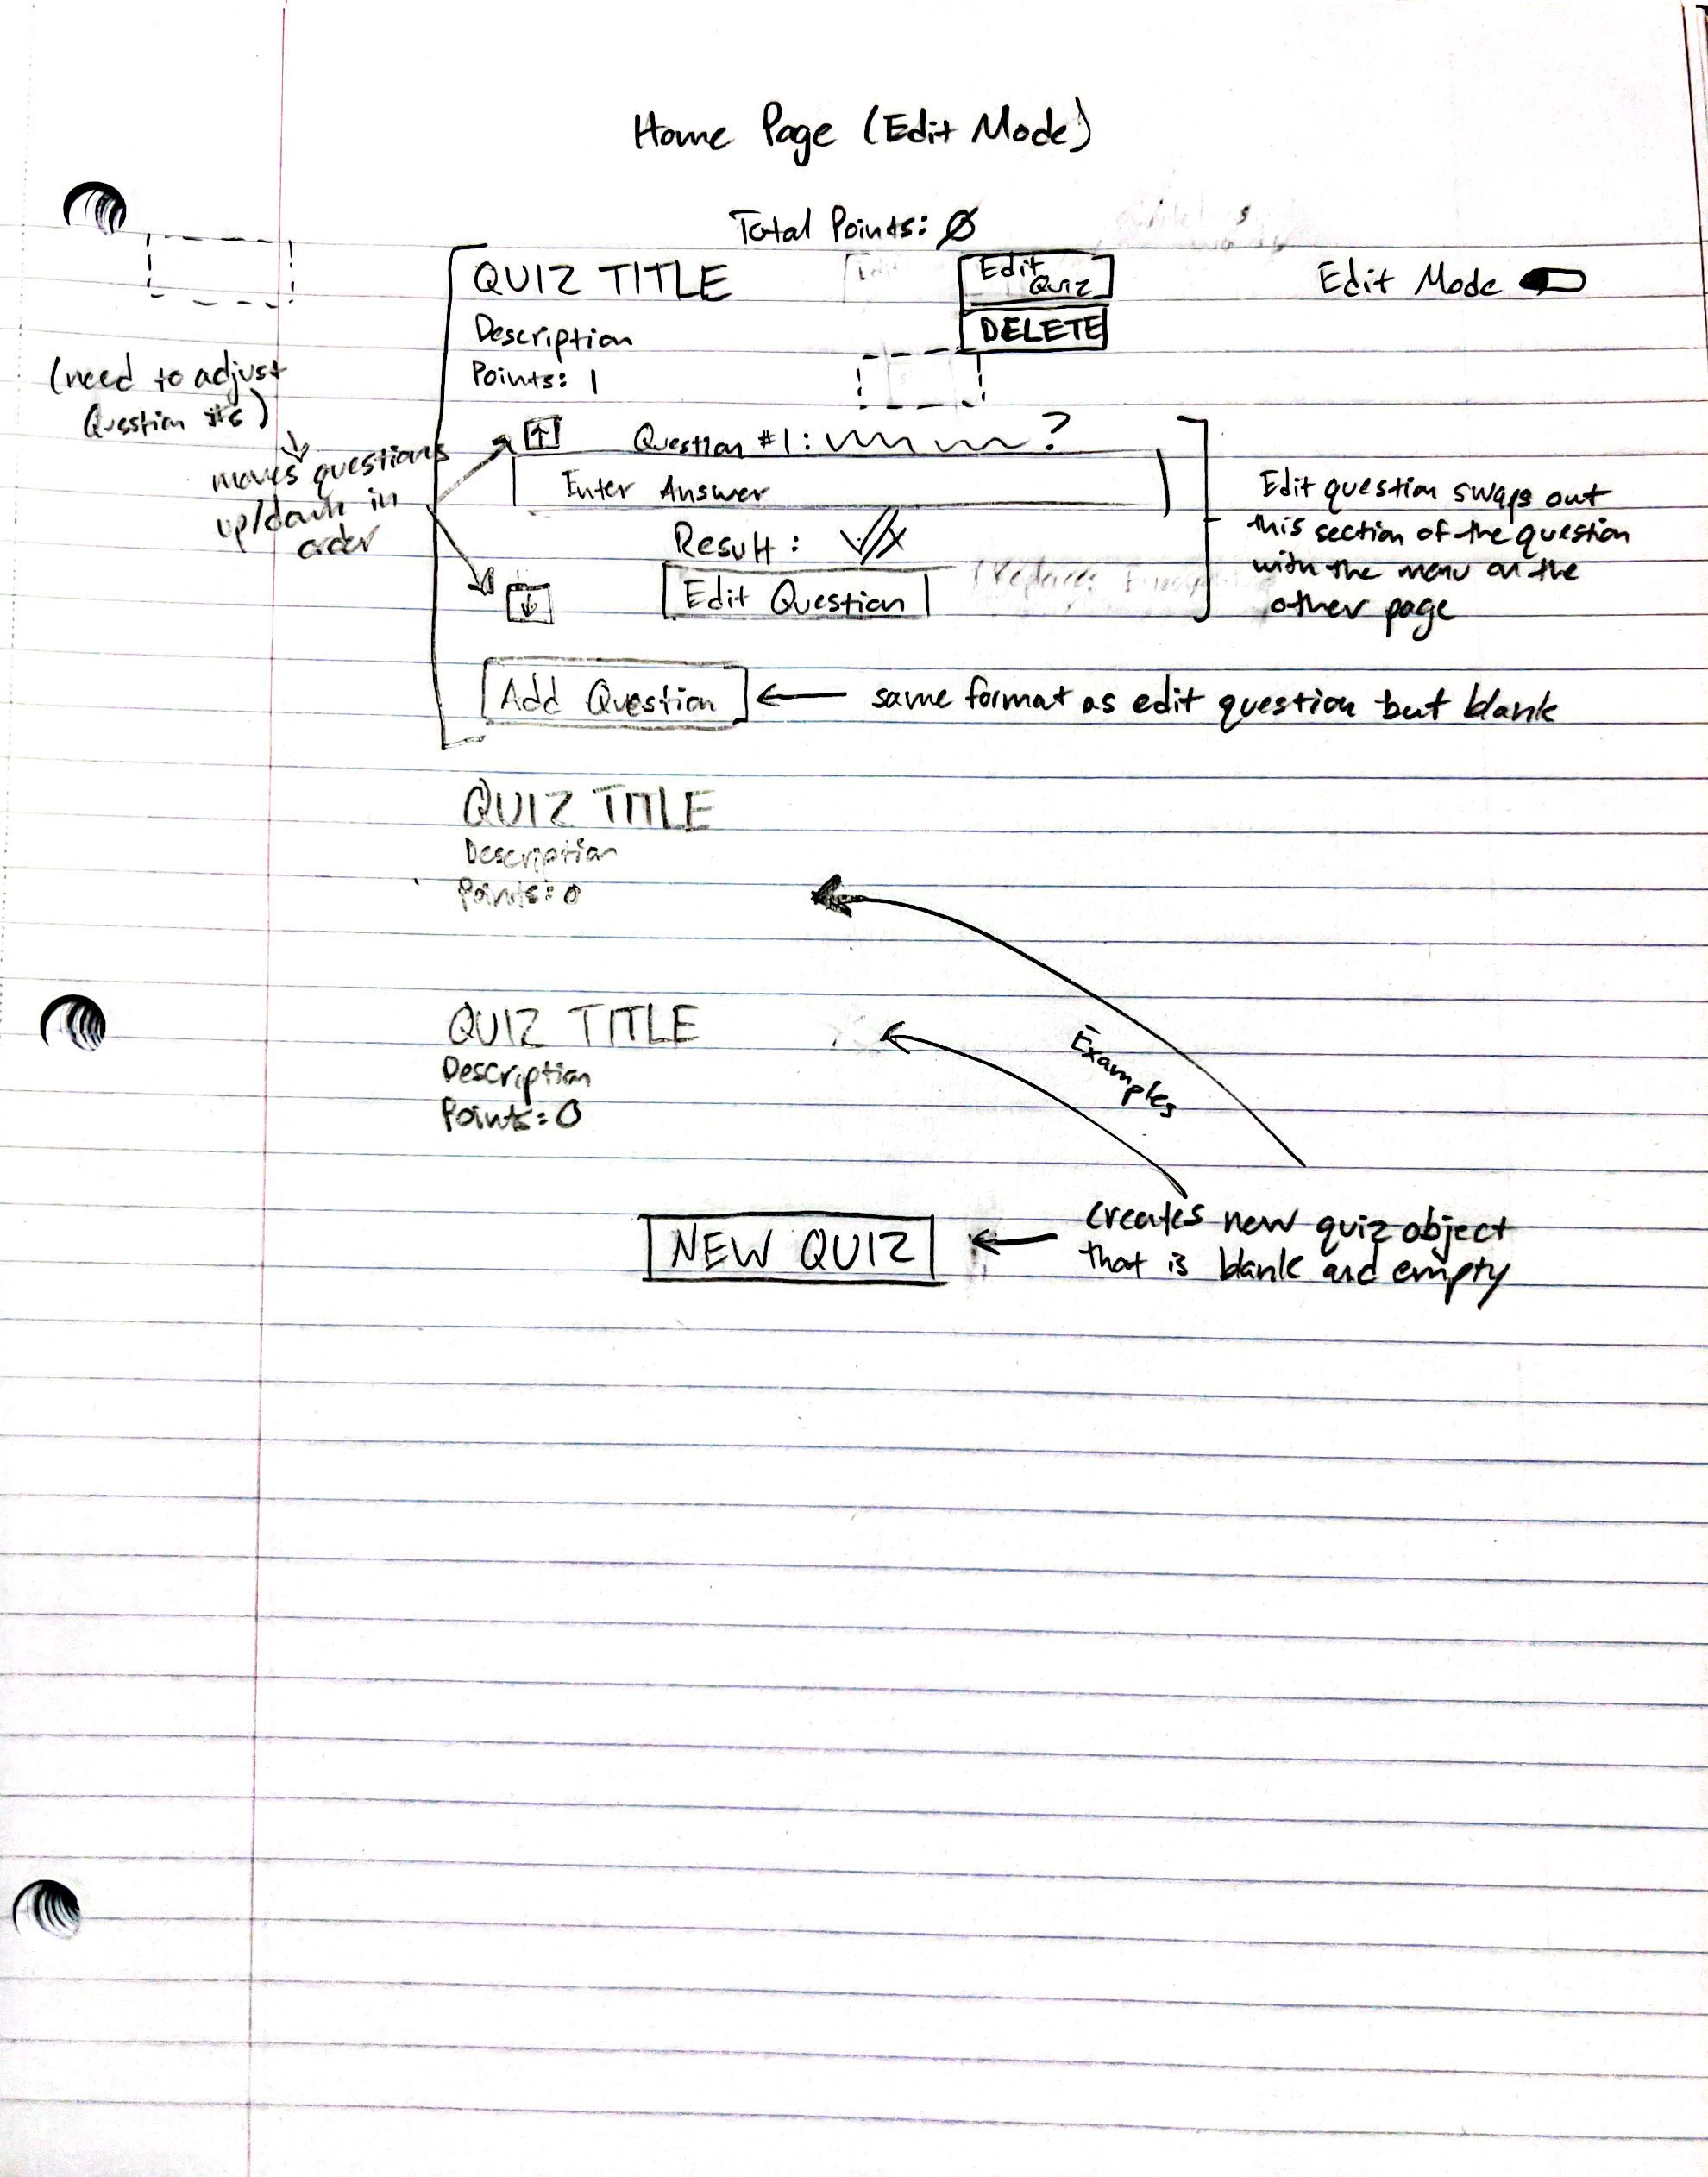 Home Page (Edit Mode)
Total Points: Ø
QUIZ TITLE
Edit
Quiz
Edit Mode
Description
DELETE
Points: 1
(need to adjust
Question #s)
moves questions
up/down in
order
↑
Question #1: ?
Enter Answer
Result: ✓/x
↓
Edit Question
Edit question swaps out
this section of the question
with the menu on the
other page
Add Question
← same format as edit question but blank
QUIZ TITLE
Description
Points: 0
QUIZ TITLE
Description
Points: 0
Examples
NEW QUIZ
← creates new quiz object
that is blank and empty